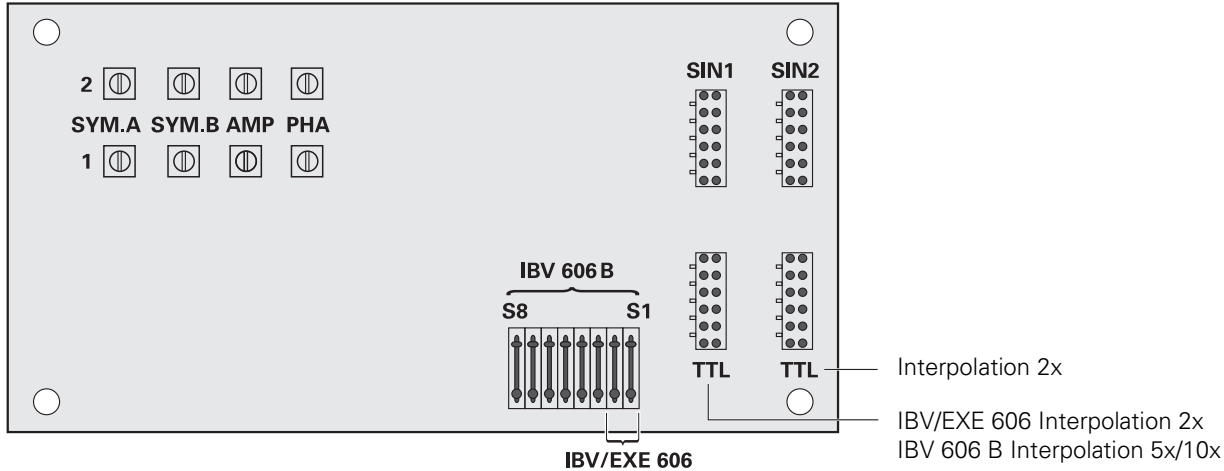 SIN1 SIN2
2
SYM.A SYM.B AMP PHA
1
IBV 606 B
S8 S1
TTL TTL
Interpolation 2x
IBV/EXE 606 Interpolation 2x
IBV 606 B Interpolation 5x/10x
IBV/EXE 606